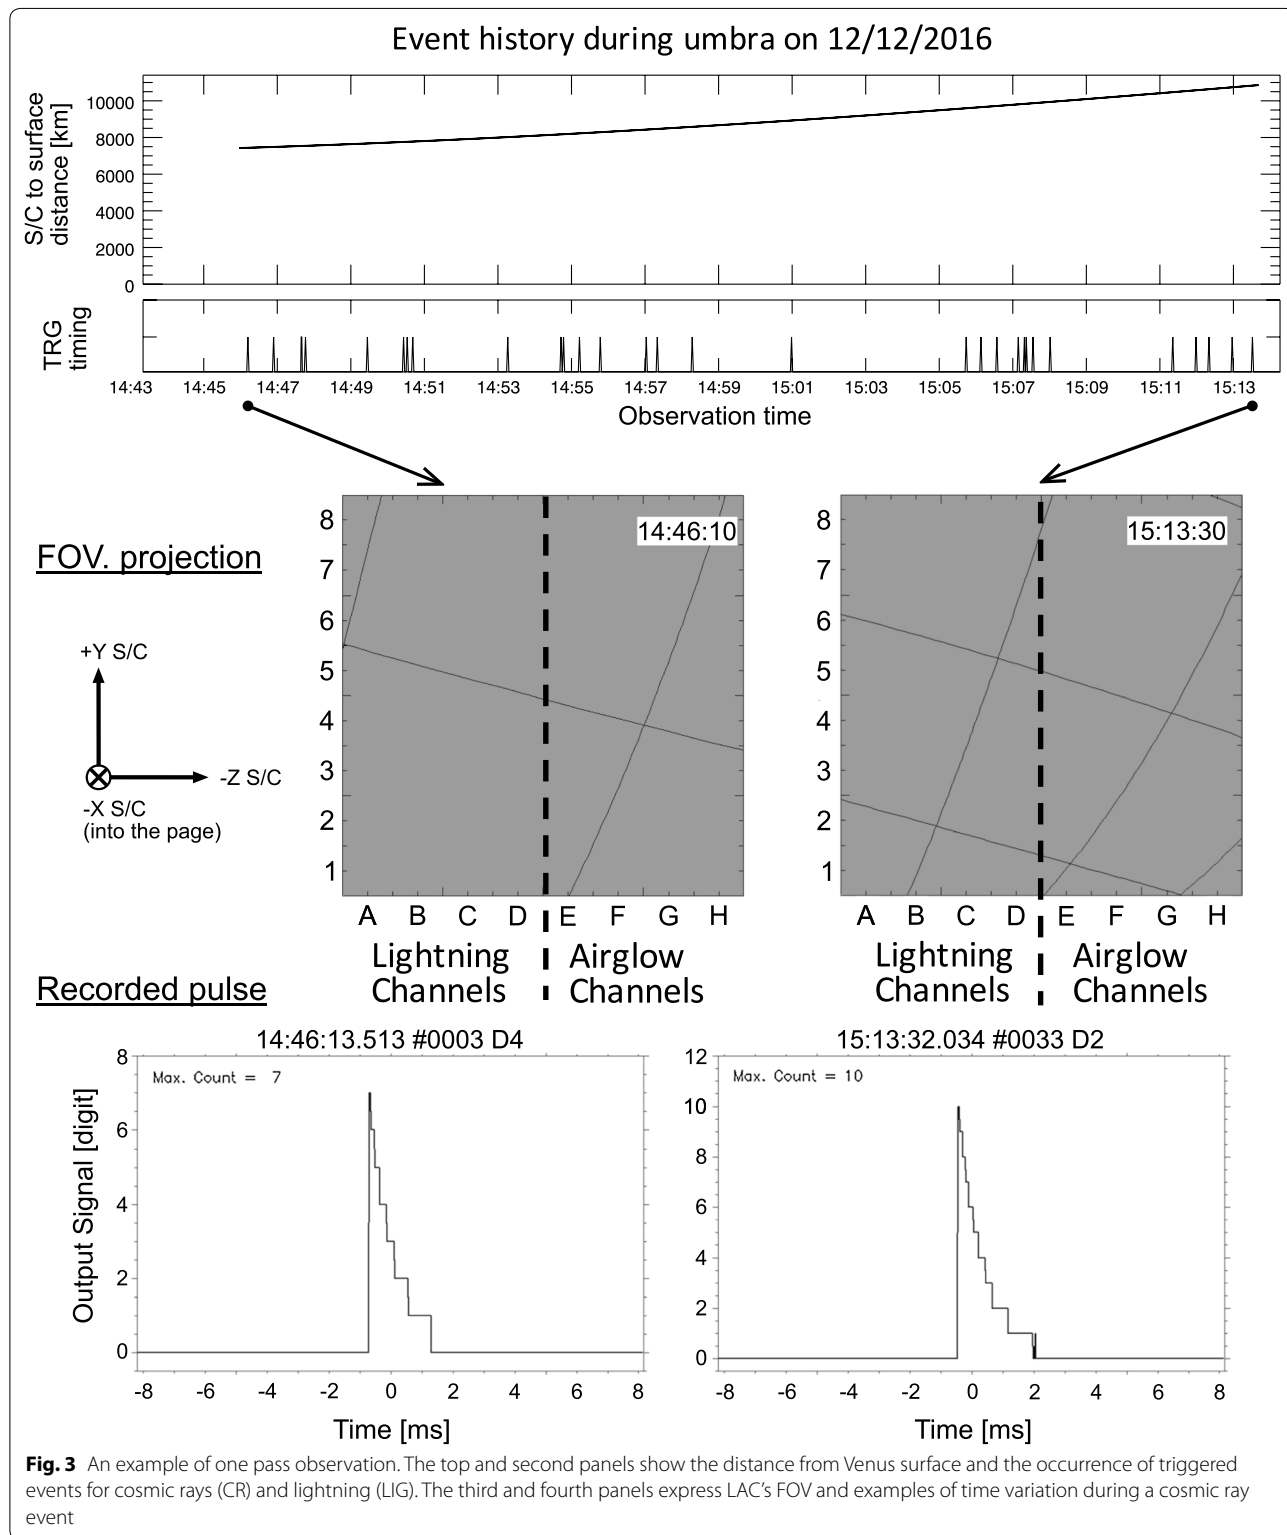 Event history during umbra on 12/12/2016
S/C to surface
distance [km]
10000
8000
6000
4000
2000
0
TRG
timing
14:43 14:45 14:47 14:49 14:51 14:53 14:55 14:57 14:59 15:01 15:03 15:05 15:07 15:09 15:11 15:13
Observation time
FOV. projection
+Y S/C
-Z S/C
-X S/C
(into the page)
14:46:10
8
7
6
5
4
3
2
1
A B C D E F G H
Lightning
Channels
Airglow
Channels
15:13:30
8
7
6
5
4
3
2
1
A B C D E F G H
Lightning
Channels
Airglow
Channels
Recorded pulse
14:46:13.513 #0003 D4
Max. Count = 7
Output Signal [digit]
8
6
4
2
0
-8 -6 -4 -2 0 2 4 6 8
Time [ms]
15:13:32.034 #0033 D2
Max. Count = 10
12
10
8
6
4
2
0
-8 -6 -4 -2 0 2 4 6 8
Time [ms]
Fig. 3 An example of one pass observation. The top and second panels show the distance from Venus surface and the occurrence of triggered
events for cosmic rays (CR) and lightning (LIG). The third and fourth panels express LAC's FOV and examples of time variation during a cosmic ray
event